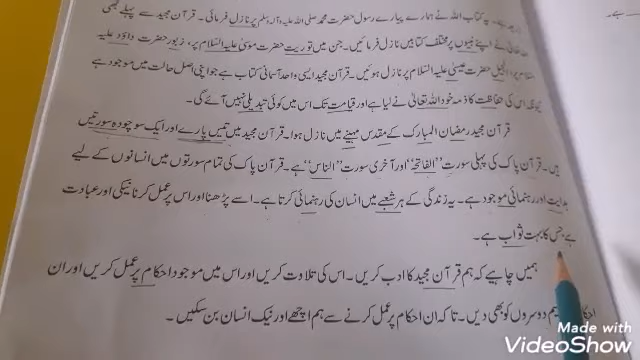 ہے۔ یہ کتاب اللہ نے ہمارے پیارے رسول حضرت محمد صلی اللہ علیہ وآلہ وسلم پر نازل فرمائی۔ قرآن مجید سے پہلے بھی
اللہ تعالیٰ نے اپنے نبیوں پر مختلف کتابیں نازل فرمائیں۔ جن میں توریت حضرت موسیٰ علیہ السلام پر، زبور حضرت داؤد علیہ
السلام پر، انجیل حضرت عیسیٰ علیہ السلام پر نازل ہوئیں۔ قرآن مجید ایسی واحد آسمانی کتاب ہے جو اپنی اصل حالت میں موجود ہے
کیونکہ اس کی حفاظت کا ذمہ خود اللہ تعالیٰ نے لیا ہے اور قیامت تک اس میں کوئی تبدیلی نہیں آئے گی۔
قرآن مجید رمضان المبارک کے مقدس مہینے میں نازل ہوا۔ قرآن مجید میں تیس پارے اور ایک سو چودہ سورتیں
ہیں۔ قرآن پاک کی پہلی سورت "الفاتحہ" اور آخری سورت "الناس" ہے۔ قرآن پاک کی تمام سورتوں میں انسانوں کے لیے
ہدایت اور رہنمائی موجود ہے۔ یہ زندگی کے ہر شعبے میں انسان کی رہنمائی کرتا ہے۔ اسے پڑھنا اور اس پر عمل کرنا نیکی اور عبادت
ہے جس کا بہت ثواب ہے۔
ہمیں چاہیے کہ ہم قرآن مجید کا ادب کریں۔ اس کی تلاوت کریں اور اس میں موجود احکام پر عمل کریں اور ان
دوسروں کو بھی دیں۔ تاکہ ان احکام پر عمل کرنے سے ہم اچھے اور نیک انسان بن سکیں۔
Made with
VideoShow